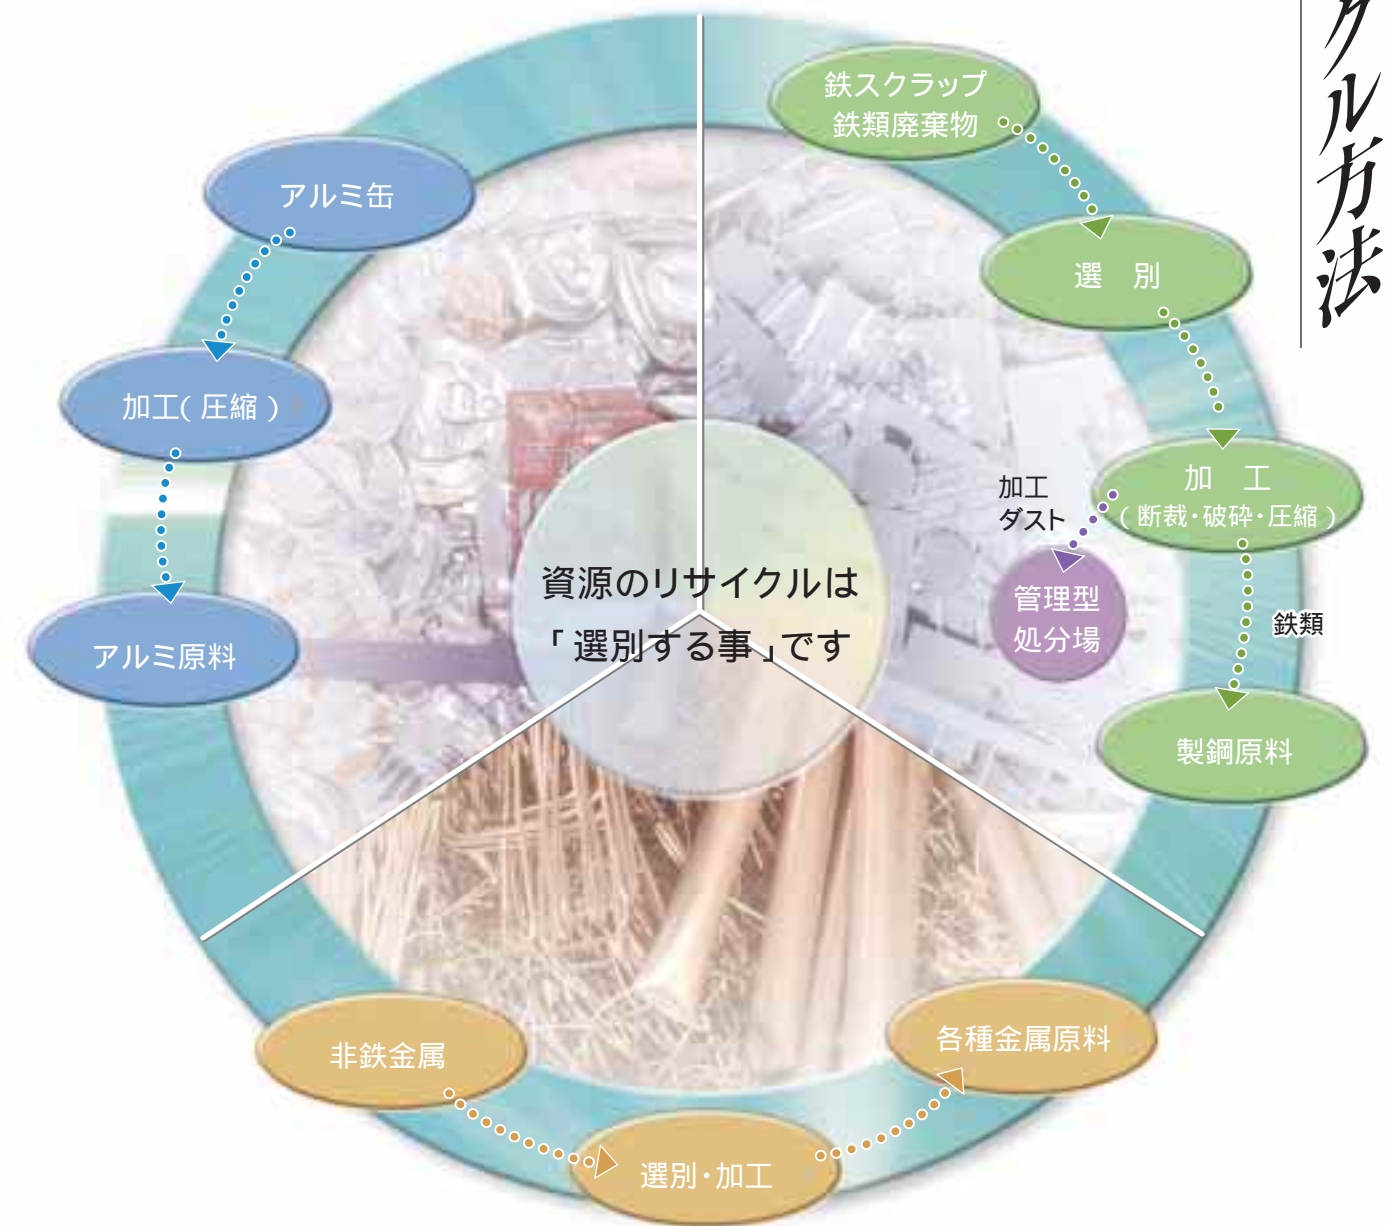 クル方法
鉄スクラップ
鉄類廃棄物
選　別
加　工
（断裁・破砕・圧縮）
加工
ダスト
管理型
処分場
鉄類
製鋼原料
アルミ缶
加工（圧縮）
アルミ原料
資源のリサイクルは
「選別する事」です
非鉄金属
選別・加工
各種金属原料